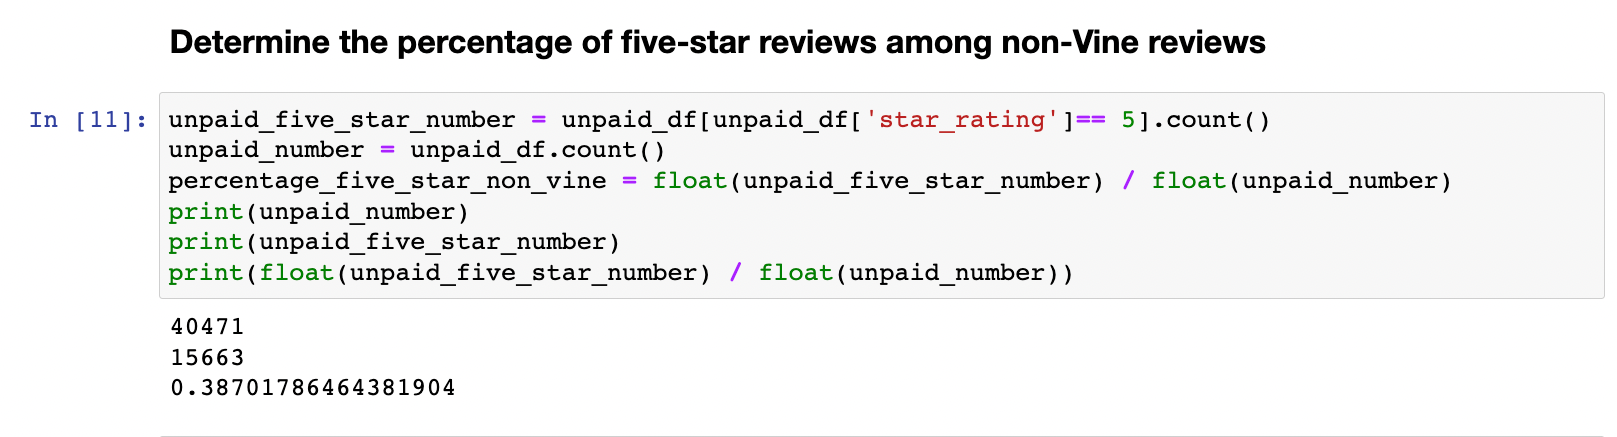 Determine the percentage of five-star reviews among non-Vine reviews
In [11]: unpaid_five_star_number = unpaid_df[unpaid_df['star_rating']== 5].count()
unpaid_number = unpaid_df.count()
percentage_five_star_non_vine = float(unpaid_five_star_number) / float(unpaid_number)
print(unpaid_number)
print(unpaid_five_star_number)
print(float(unpaid_five_star_number) / float(unpaid_number))
40471
15663
0.38701786464381904